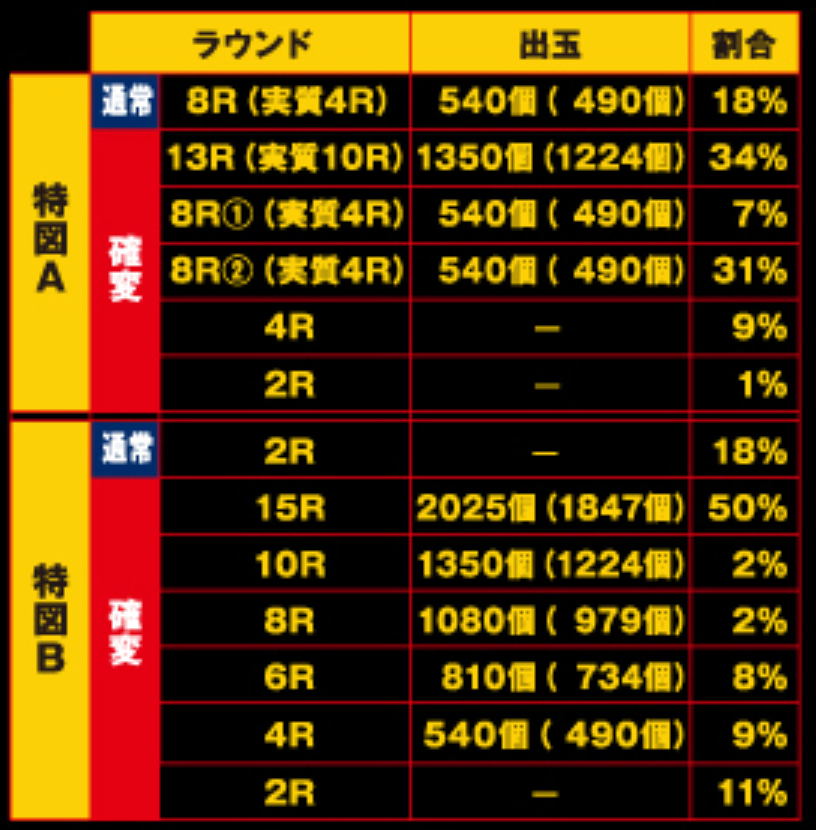 ラウンド 出玉 割合
特図A
通常 8R (実質4R) 540個 ( 490個) 18%
確変 13R (実質10R) 1350個 (1224個) 34%
8R① (実質4R) 540個 ( 490個) 7%
8R② (実質4R) 540個 ( 490個) 31%
4R — 9%
2R — 1%
特図B
通常 2R — 18%
確変 15R 2025個 (1847個) 50%
10R 1350個 (1224個) 2%
8R 1080個 ( 979個) 2%
6R 810個 ( 734個) 8%
4R 540個 ( 490個) 9%
2R — 11%